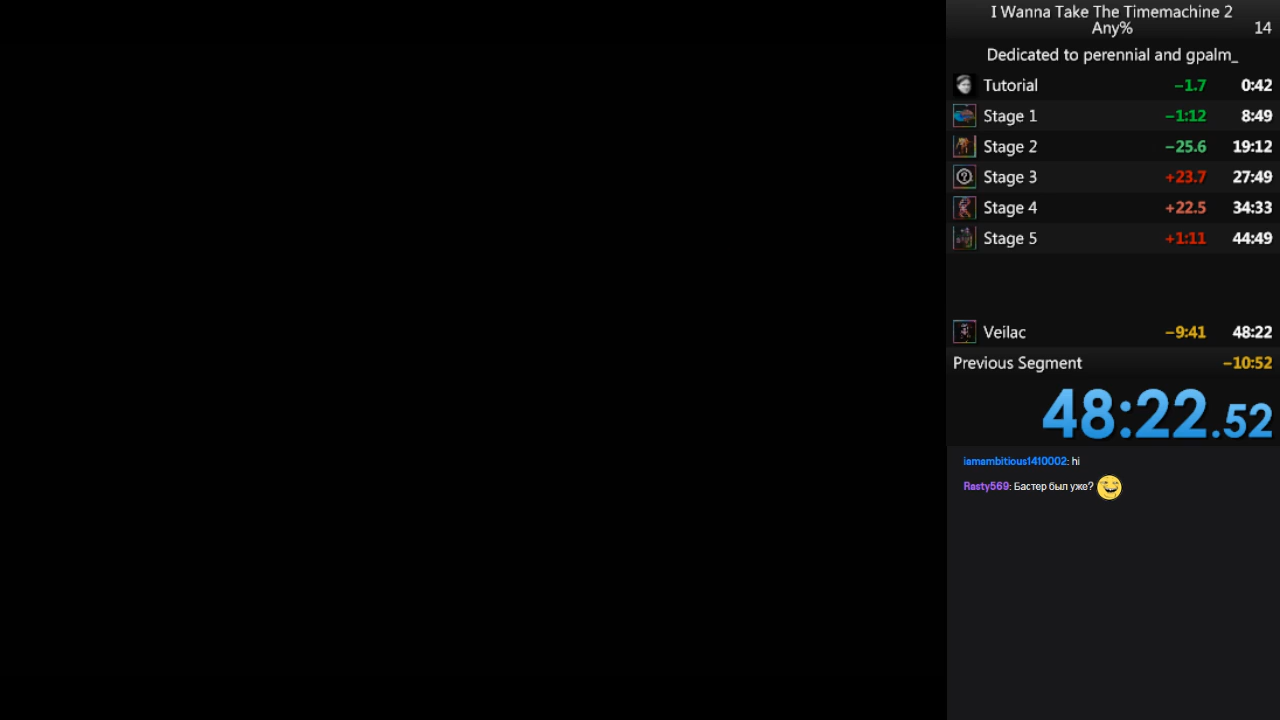 I Wanna Take The Timemachine 2
Any% 14
Dedicated to perennial and gpalm_
Tutorial −1.7 0:42
Stage 1 −1:12 8:49
Stage 2 −25.6 19:12
Stage 3 +23.7 27:49
Stage 4 +22.5 34:33
Stage 5 +1:11 44:49
Veilac −9:41 48:22
Previous Segment −10:52
48:22.52
iamambitious1410002: hi
Rasty569: Бастер был уже?